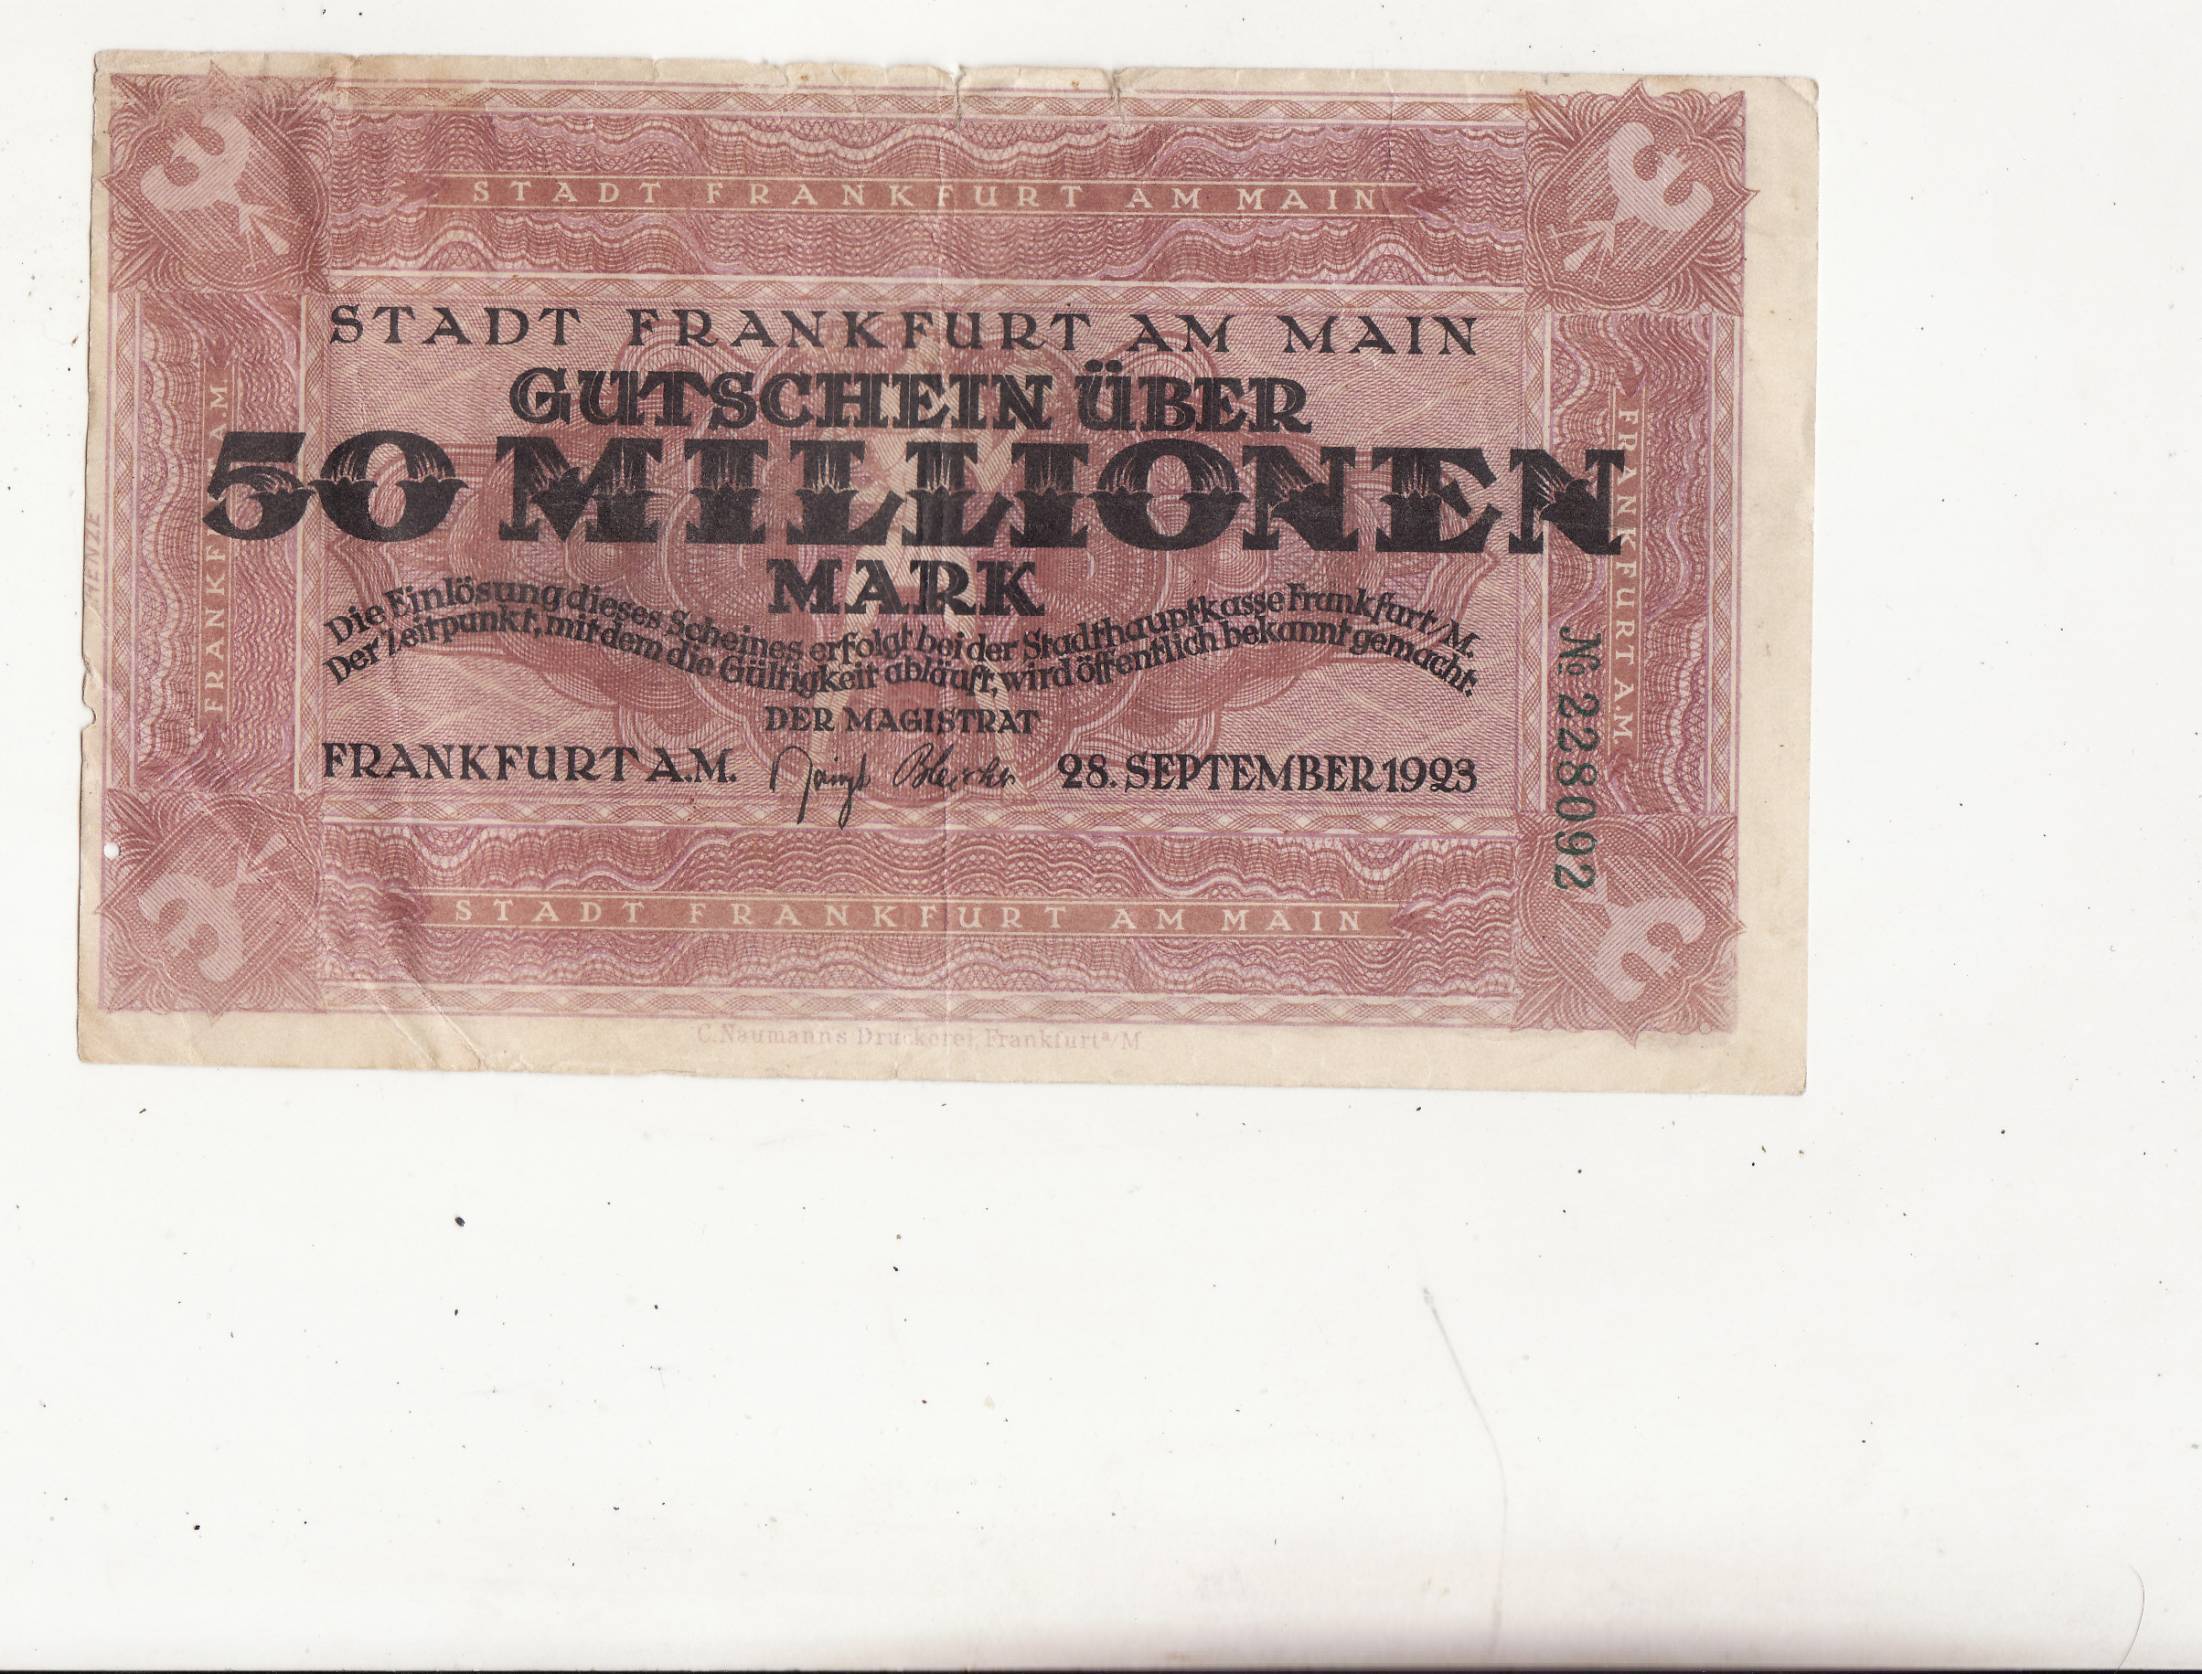 STADT FRANKFURT AM MAIN
STADT FRANKFURT AM MAIN
GUTSCHEIN ÜBER
50 MILLIONEN
MARK
Die Einlösung dieses Scheines erfolgt bei der Stadthauptkasse Frankfurt/M.
Der Zeitpunkt, mit dem die Gültigkeit abläuft, wird öffentlich bekannt gemacht.
DER MAGISTRAT
FRANKFURT A.M.
28. SEPTEMBER 1923
FRANKFURT A.M
FRANKFURT A.M.
№ 228092
STADT FRANKFURT AM MAIN
C. Naumann's Druckerei, Frankfurt a/M